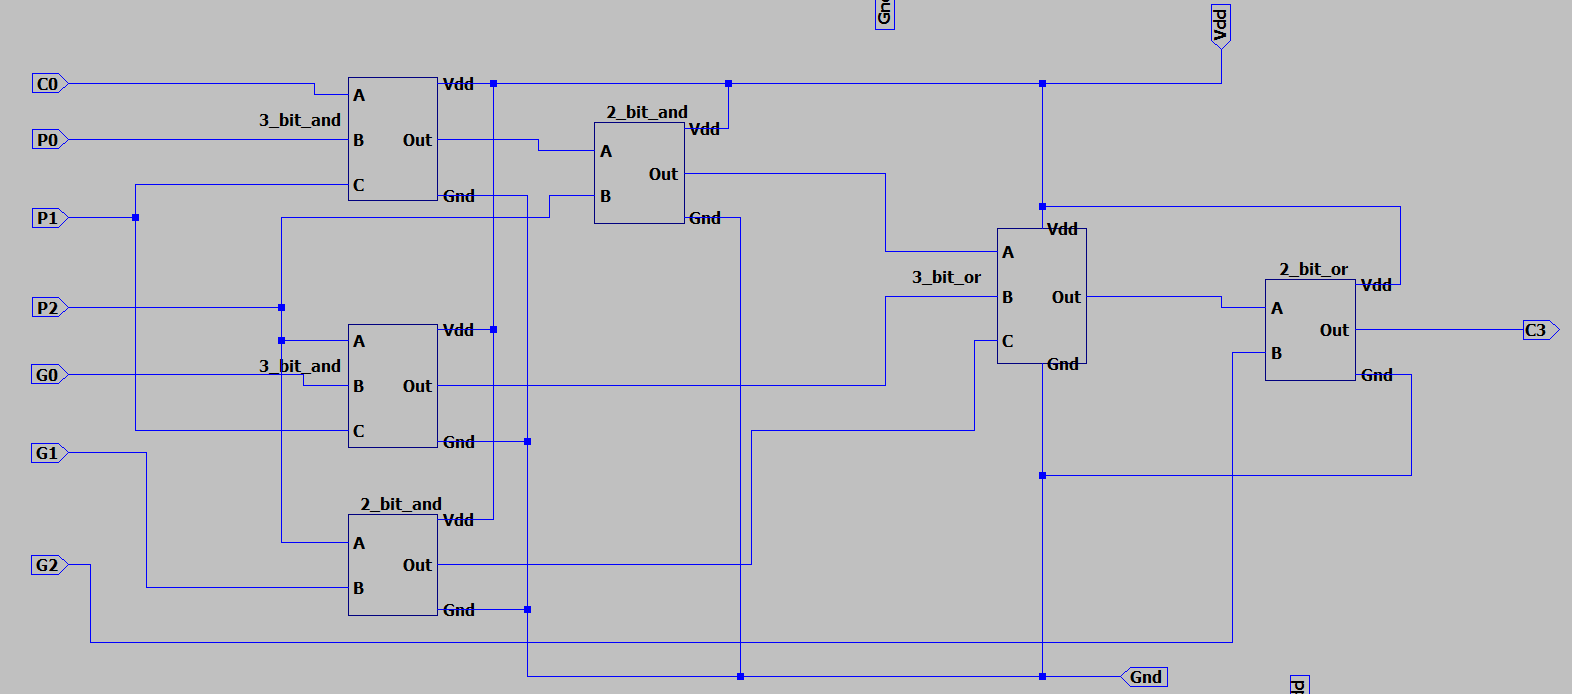 Gnd
Vdd
C0
A
Vdd
3_bit_and
P0
B
Out
C
Gnd
2_bit_and
Vdd
A
Out
B
Gnd
P1
P2
Vdd
A
3_bit_or
B
Out
C
Gnd
2_bit_or
Vdd
A
Out
B
Gnd
C3
Vdd
A
3_bit_and
G0
B
Out
C
Gnd
G1
2_bit_and
Vdd
A
Out
B
Gnd
G2
Gnd